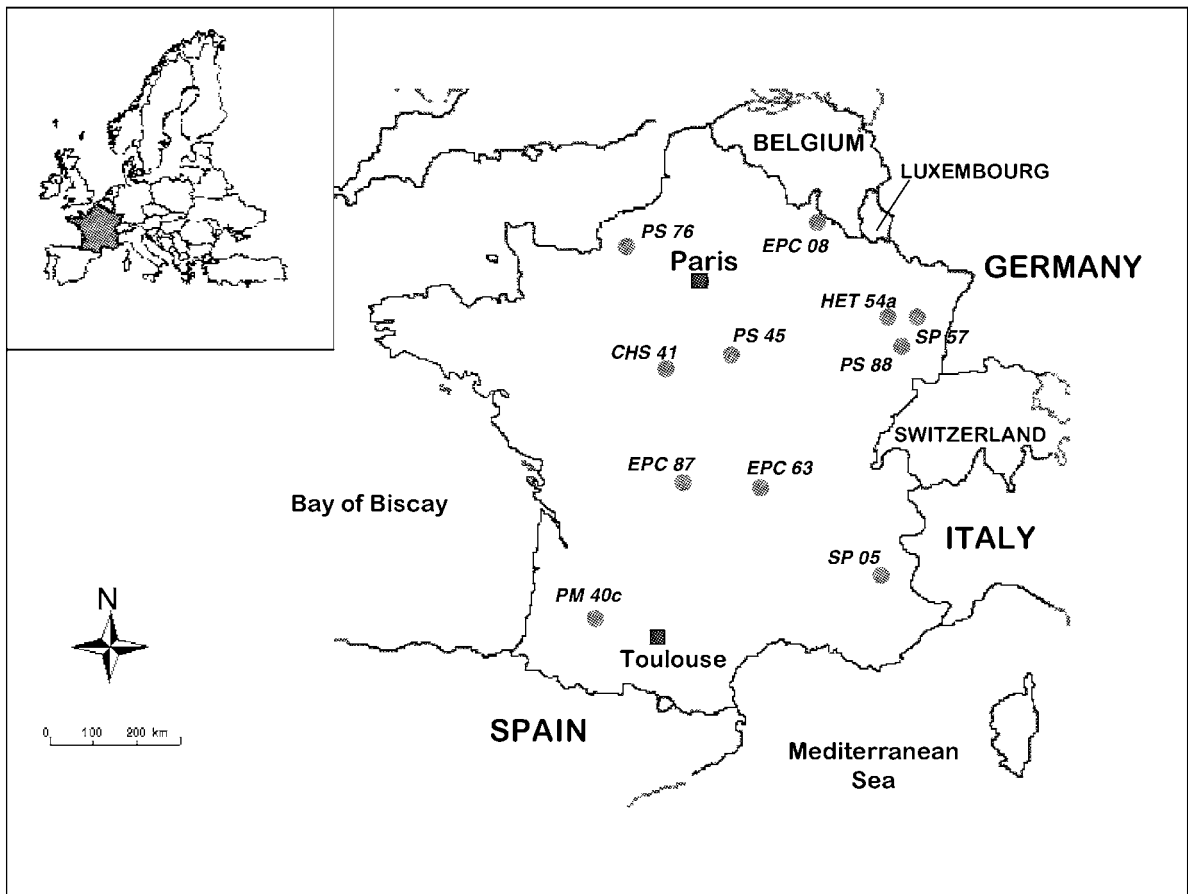 BELGIUM
LUXEMBOURG
PS 76
EPC 08
Paris
GERMANY
HET 54a
PS 45
SP 57
CHS 41
PS 88
SWITZERLAND
EPC 87
EPC 63
Bay of Biscay
ITALY
SP 05
PM 40c
N
Toulouse
SPAIN
0 100 200 km
Mediterranean
Sea